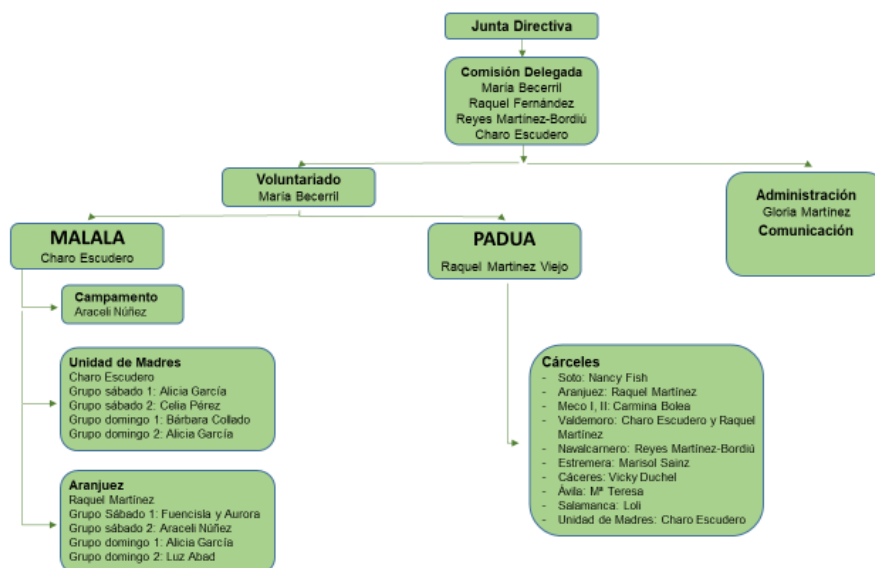 Junta Directiva
Comisión Delegada
María Becerril
Raquel Fernández
Reyes Martínez-Bordiú
Charo Escudero
Voluntariado
María Becerril
Administración
Gloria Martínez
Comunicación
MALALA
Charo Escudero
PADUA
Raquel Martinez Viejo
Campamento
Araceli Núñez
Unidad de Madres
Charo Escudero
Grupo sábado 1: Alicia García
Grupo sábado 2: Celia Pérez
Grupo domingo 1: Bárbara Collado
Grupo domingo 2: Alicia García
Aranjuez
Raquel Martínez
Grupo Sábado 1: Fuencisla y Aurora
Grupo sábado 2: Araceli Núñez
Grupo domingo 1: Alicia García
Grupo domingo 2: Luz Abad
Cárceles
- Soto: Nancy Fish
- Aranjuez: Raquel Martínez
- Meco I, II: Carmina Bolea
- Valdemoro: Charo Escudero y Raquel
Martínez
- Navalcarnero: Reyes Martínez-Bordiú
- Estremera: Marisol Sainz
- Cáceres: Vicky Duchel
- Ávila: Mª Teresa
- Salamanca: Loli
- Unidad de Madres: Charo Escudero